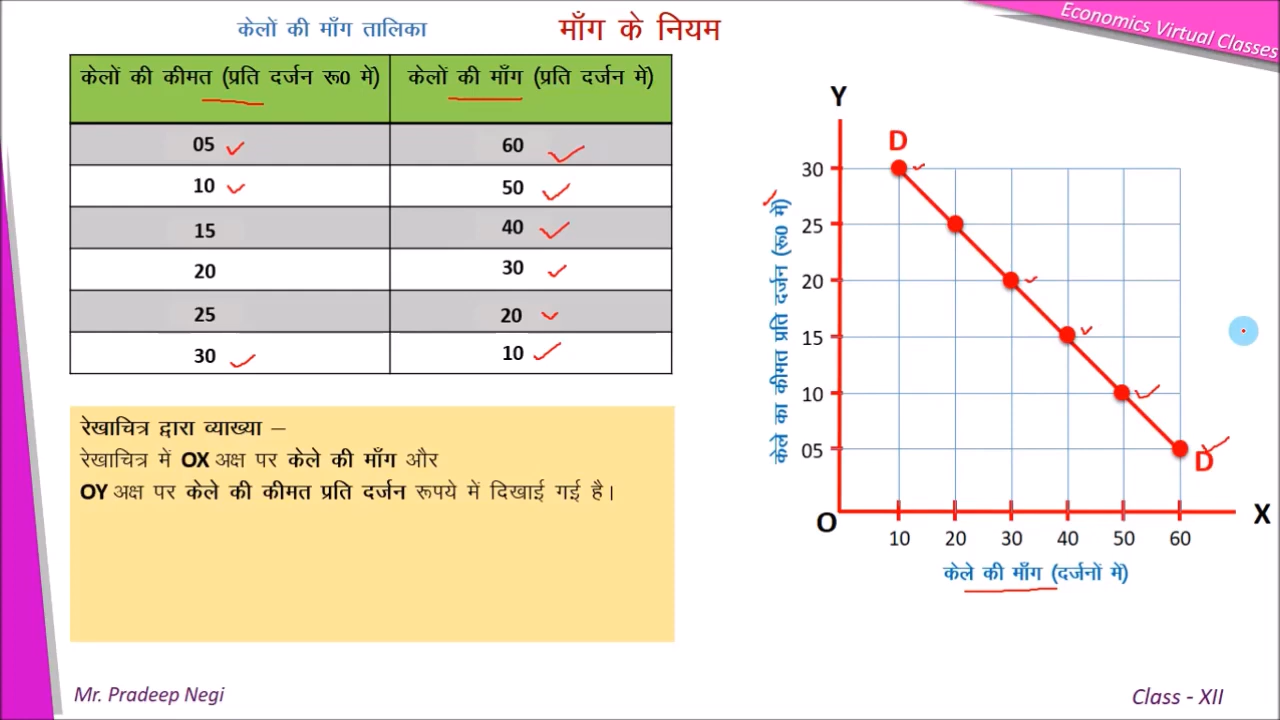 केलों की माँग तालिका
माँग के नियम
Economics Virtual Classes
केलों की कीमत (प्रति दर्जन रू0 में) केलों की माँग (प्रति दर्जन में)
05 60
10 50
15 40
20 30
25 20
30 10
रेखाचित्र द्वारा व्याख्या –
रेखाचित्र में OX अक्ष पर केले की माँग और
OY अक्ष पर केले की कीमत प्रति दर्जन रूपये में दिखाई गई है।
Y
D
30
25
20
15
10
05
केले का कीमत प्रति दर्जन (रू0 में)
D
O
X
10 20 30 40 50 60
केले की माँग (दर्जनों में)
Mr. Pradeep Negi
Class - XII